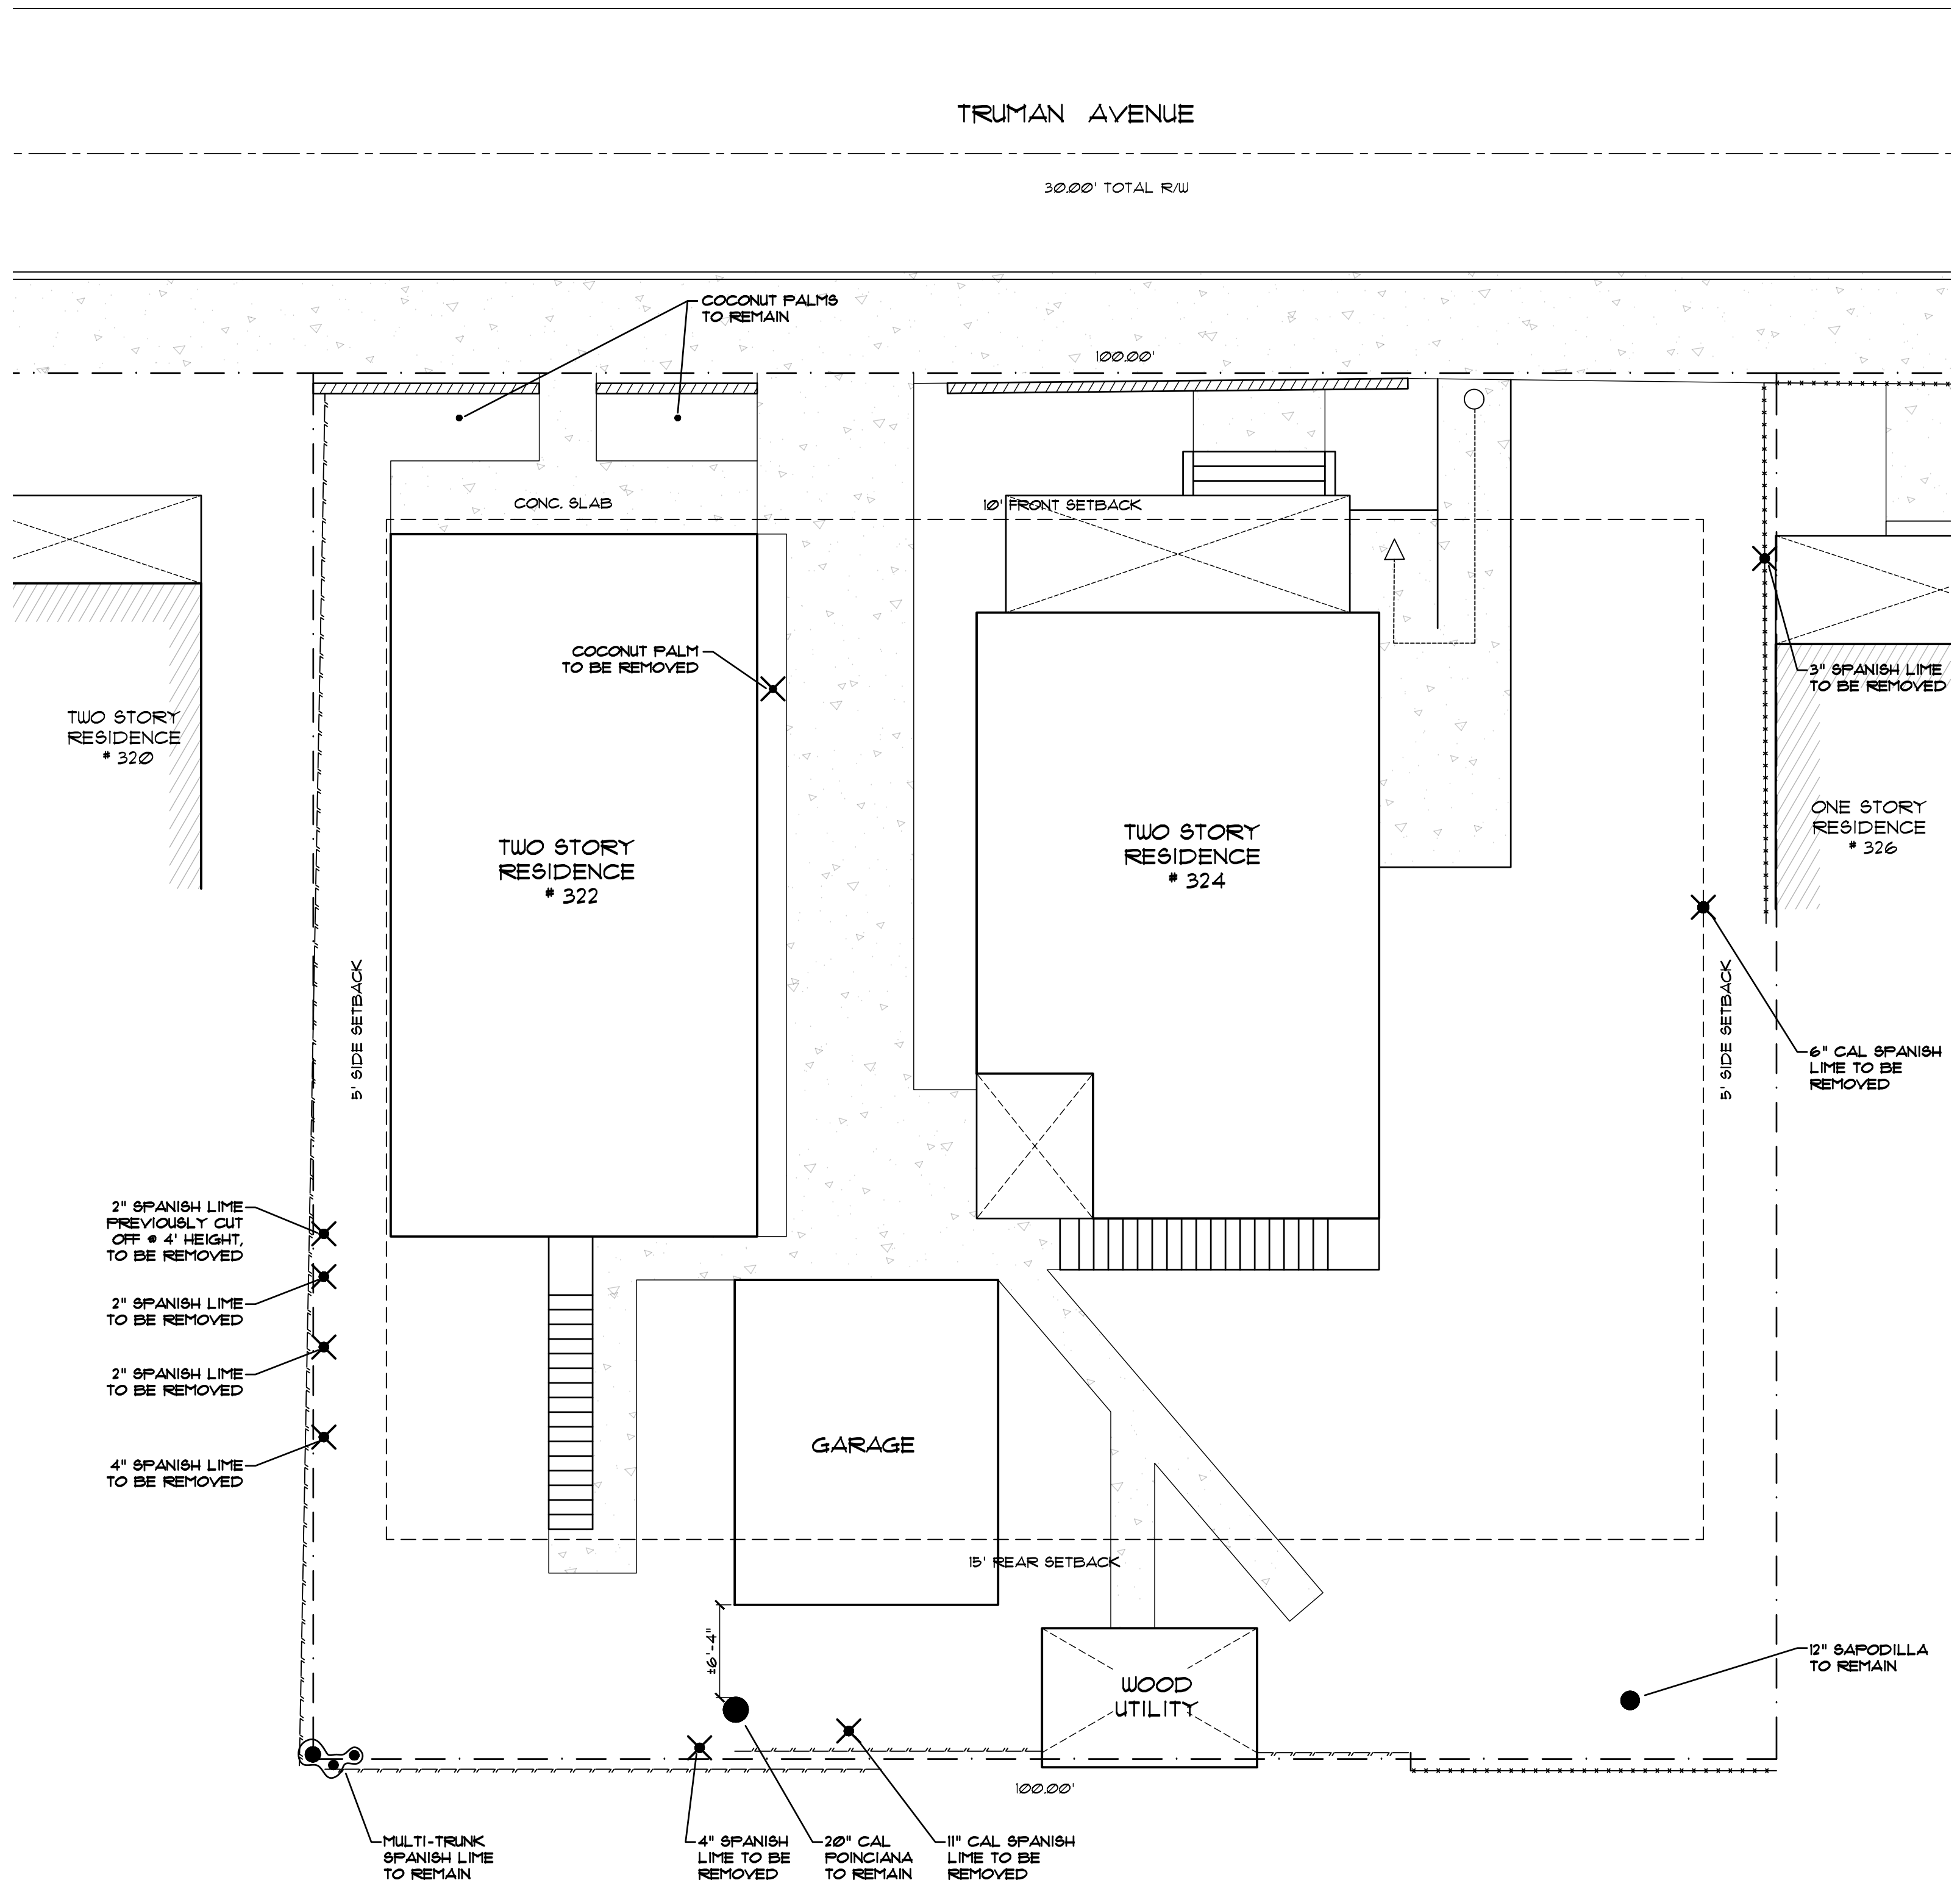 TRUMAN AVENUE
30.00' TOTAL R/W
COCONUT PALMS
TO REMAIN
100.00'
CONC. SLAB
10' FRONT SETBACK
COCONUT PALM
TO BE REMOVED
3" SPANISH LIME
TO BE REMOVED
TWO STORY
RESIDENCE
# 320
TWO STORY
RESIDENCE
# 322
TWO STORY
RESIDENCE
# 324
ONE STORY
RESIDENCE
# 326
5' SIDE SETBACK
5' SIDE SETBACK
6" CAL SPANISH
LIME TO BE
REMOVED
2" SPANISH LIME
PREVIOUSLY CUT
OFF @ 4' HEIGHT,
TO BE REMOVED
2" SPANISH LIME
TO BE REMOVED
2" SPANISH LIME
TO BE REMOVED
4" SPANISH LIME
TO BE REMOVED
GARAGE
15' REAR SETBACK
±6'-4"
WOOD
UTILITY
12" SAPODILLA
TO REMAIN
100.00'
MULTI-TRUNK
SPANISH LIME
TO REMAIN
4" SPANISH
LIME TO BE
REMOVED
20" CAL
POINCIANA
TO REMAIN
11" CAL SPANISH
LIME TO BE
REMOVED